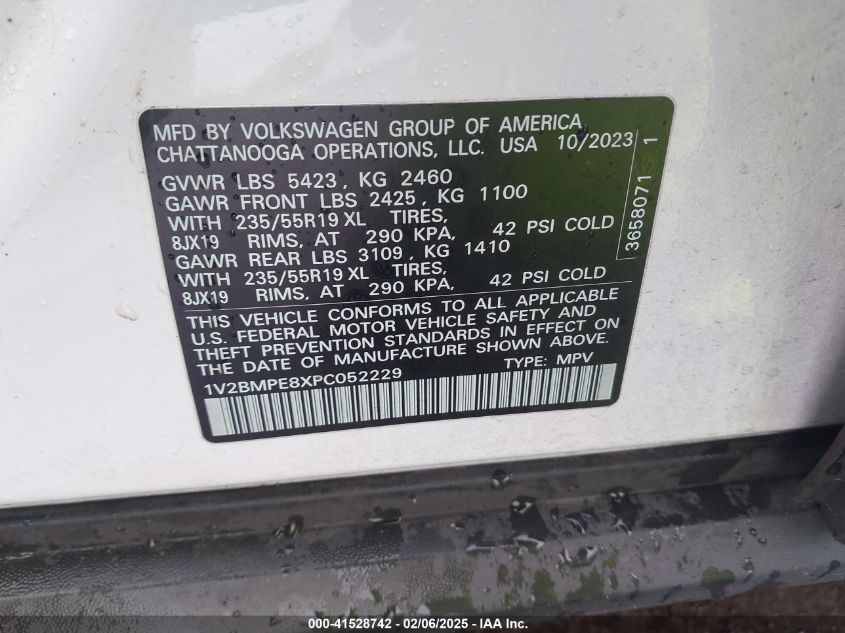 MFD BY VOLKSWAGEN GROUP OF AMERICA,
CHATTANOOGA OPERATIONS, LLC. USA 10/2023
GVWR LBS 5423, KG 2460
GAWR FRONT LBS 2425, KG 1100
WITH 235/55R19 XL TIRES,
8JX19 RIMS, AT 290 KPA, 42 PSI COLD
GAWR REAR LBS 3109, KG 1410
WITH 235/55R19 XL TIRES,
8JX19 RIMS, AT 290 KPA, 42 PSI COLD
THIS VEHICLE CONFORMS TO ALL APPLICABLE
U.S. FEDERAL MOTOR VEHICLE SAFETY AND
THEFT PREVENTION STANDARDS IN EFFECT ON
THE DATE OF MANUFACTURE SHOWN ABOVE.
1V2BMPE8XPC052229 TYPE: MPV
3658071 1
000-41528742 / 02/06/2025 - IAA Inc.